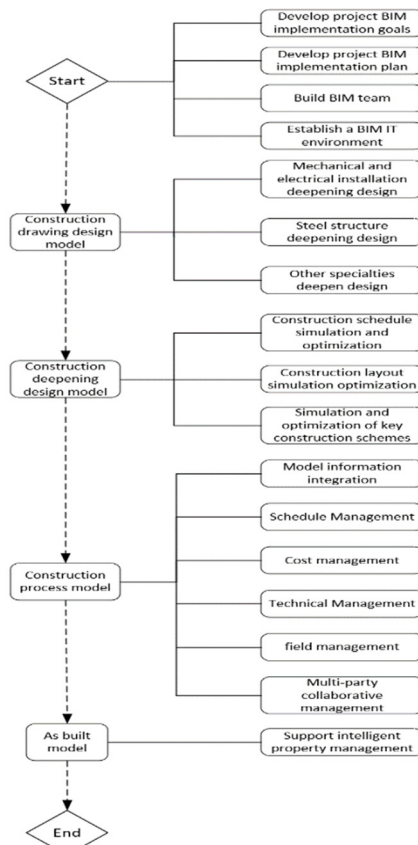 Develop project BIM
implementation goals
Develop project BIM
implementation plan
Start
Build BIM team
Establish a BIM IT
environment
Mechanical and
electrical installation
deepening design
Construction
drawing design
model
Steel structure
deepening design
Other specialties
deepen design
Construction schedule
simulation and
optimization
Construction
deepening
design model
Construction layout
simulation optimization
Simulation and
optimization of key
construction schemes
Model information
integration
Schedule Management
Cost management
Construction
process model
Technical Management
field management
Multi-party
collaborative
management
As built
model
Support intelligent
property management
End